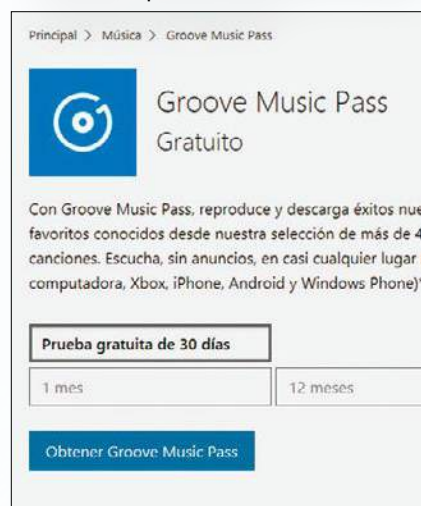 Principal > Música > Groove Music Pass
Groove Music Pass
Gratuito
Con Groove Music Pass, reproduce y descarga éxitos
favoritos conocidos desde nuestra selección de más de
canciones. Escucha, sin anuncios, en casi cualquier lugar
computadora, Xbox, iPhone, Android y Windows Phone)
Prueba gratuita de 30 días
1 mes
12 meses
Obtener Groove Music Pass